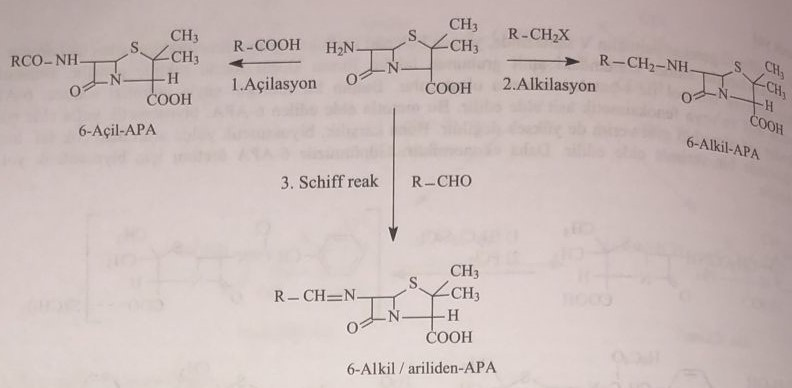 RCO–NH
S
CH₃
CH₃
N
H
O
COOH
6-Açil-APA
R–COOH
1.Açilasyon
H₂N
S
CH₃
CH₃
N
O
COOH
R–CH₂X
2.Alkilasyon
R–CH₂–NH
S
CH₃
CH₃
N
H
O
COOH
6-Alkil-APA
3. Schiff reak
R–CHO
R–CH=N
S
CH₃
CH₃
N
H
O
COOH
6-Alkil / ariliden-APA